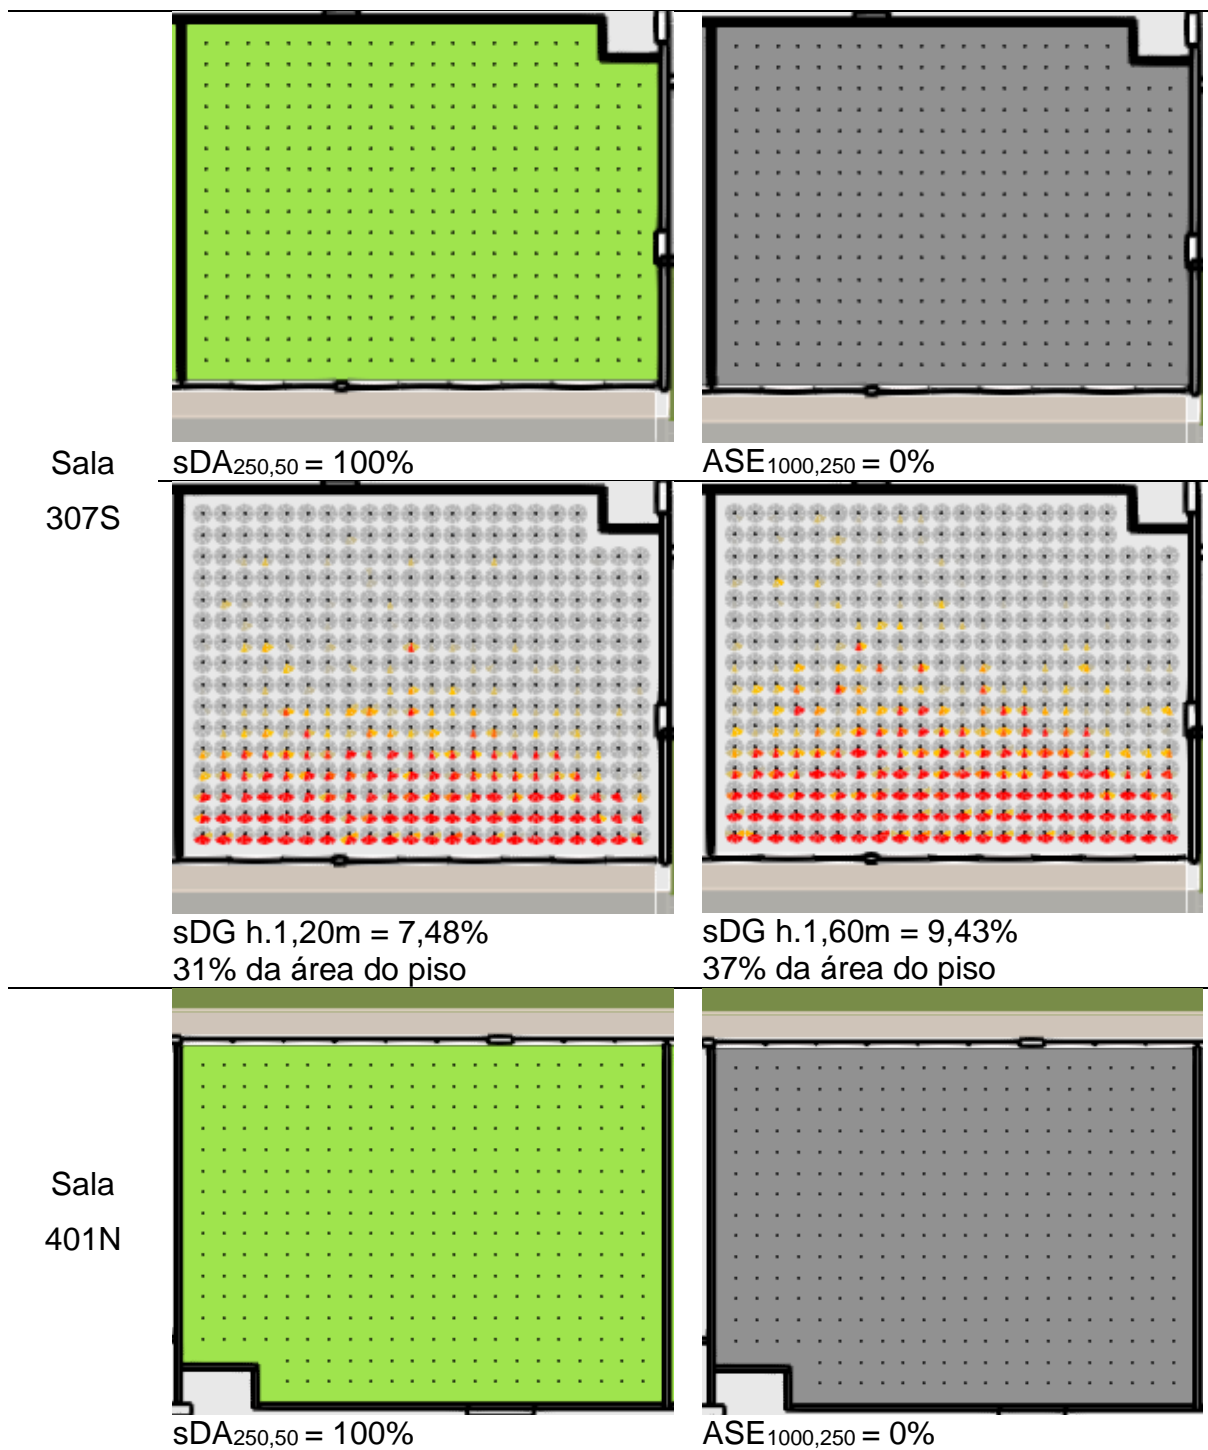 sDA250,50 = 100%
ASE1000,250 = 0%
Sala
307S
sDG h.1,20m = 7,48%
31% da área do piso
sDG h.1,60m = 9,43%
37% da área do piso
Sala
401N
sDA250,50 = 100%
ASE1000,250 = 0%